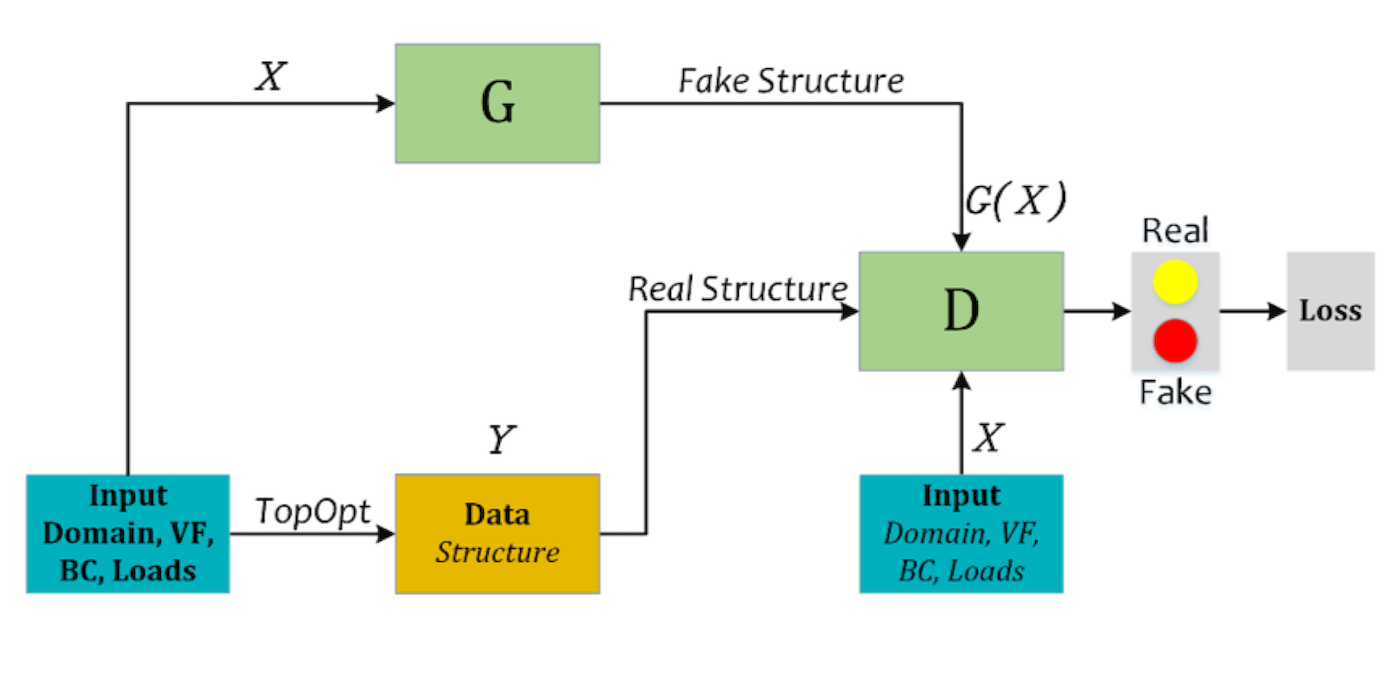 X
G
Fake Structure
G( X )
Real
Real Structure
D
Loss
Fake
Y
X
Input
Domain, VF,
BC, Loads
TopOpt
Data
Structure
Input
Domain, VF,
BC, Loads